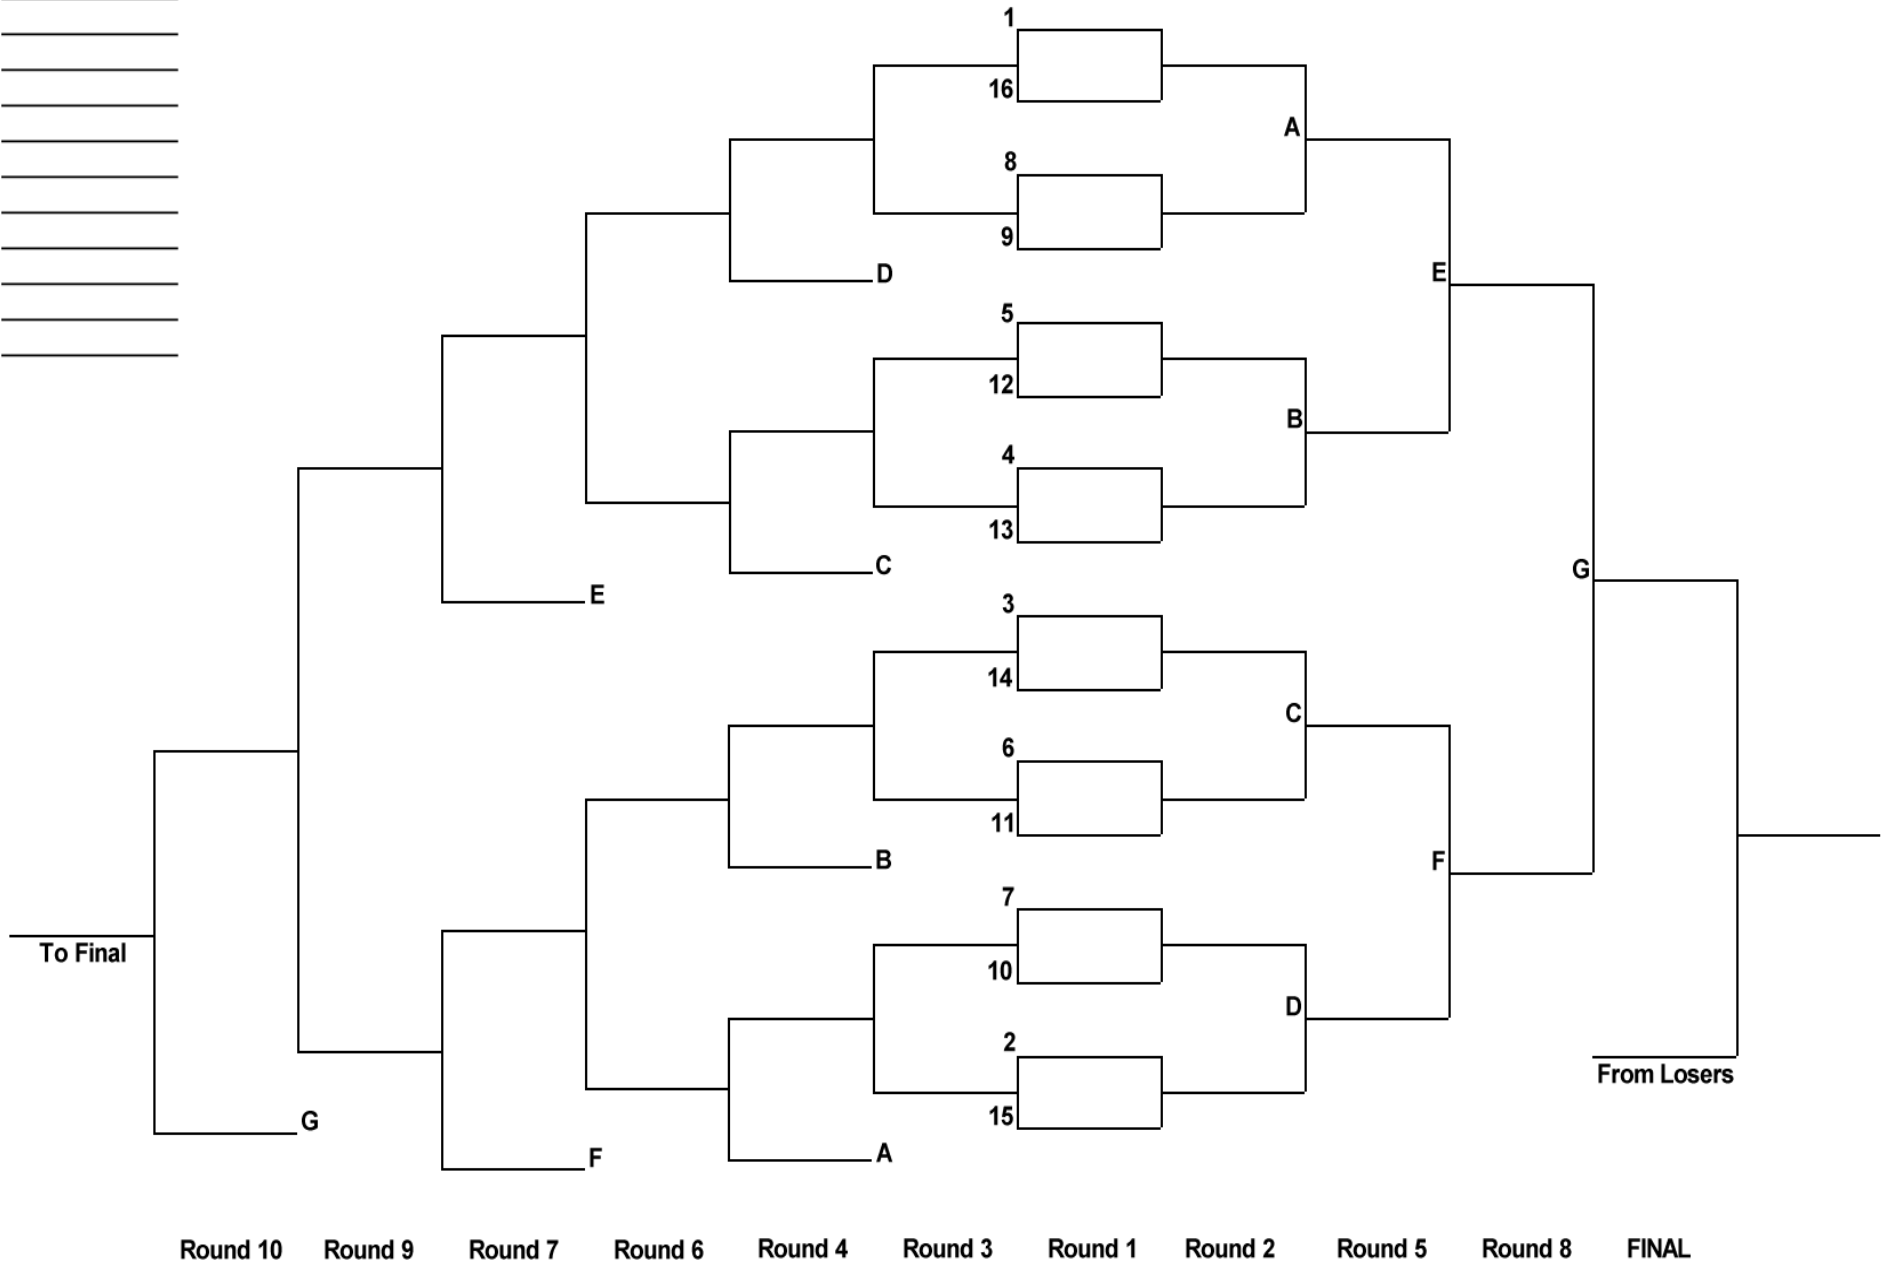 1
16
A
8
9
E
D
5
12
B
4
13
C
G
E
3
14
C
6
11
B
F
7
To Final
10
D
2
From Losers
15
G
A
F
Round 10 Round 9 Round 7 Round 6 Round 4 Round 3 Round 1 Round 2 Round 5 Round 8 FINAL